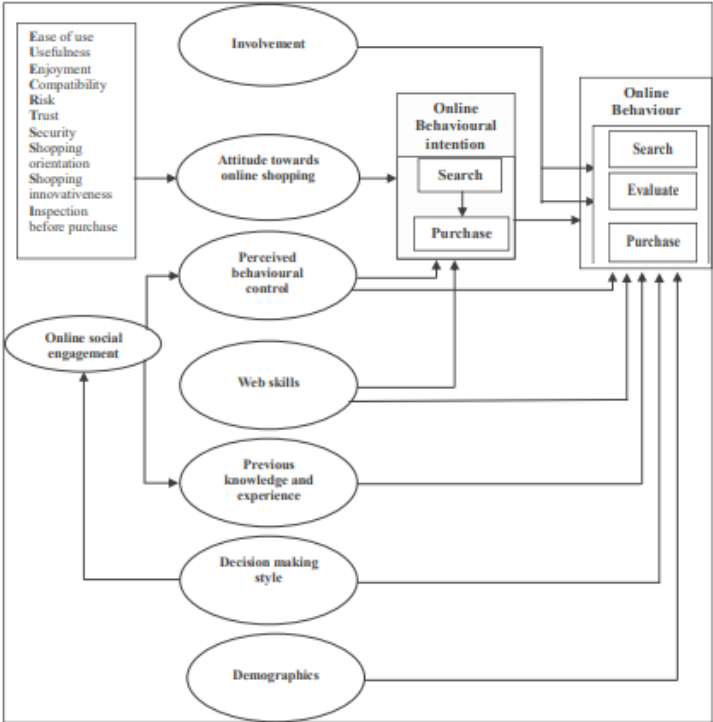 Ease of use
Usefulness
Enjoyment
Compatibility
Risk
Trust
Security
Shopping
orientation
Shopping
innovativeness
Inspection
before purchase
Involvement
Attitude towards
online shopping
Perceived
behavioural
control
Online social
engagement
Web skills
Previous
knowledge and
experience
Decision making
style
Demographics
Online
Behavioural
intention
Search
Purchase
Online
Behaviour
Search
Evaluate
Purchase